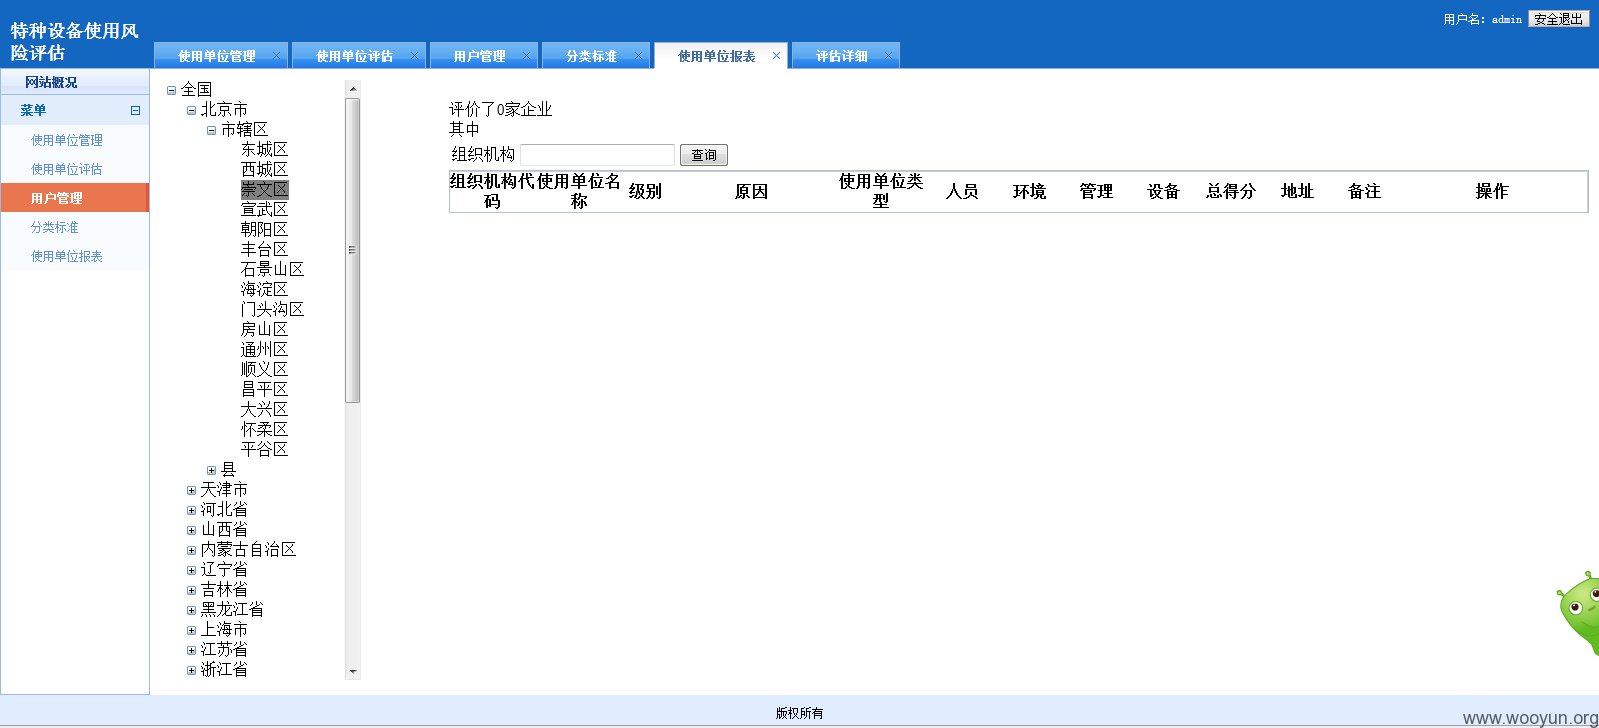 用户名: admin 安全退出
特种设备使用风
险评估
使用单位管理 使用单位评估 用户管理 分类标准 使用单位报表 评估详细
网站概况
菜单
使用单位管理
使用单位评估
用户管理
分类标准
使用单位报表
全国
北京市
市辖区
东城区
西城区
崇文区
宣武区
朝阳区
丰台区
石景山区
海淀区
门头沟区
房山区
通州区
顺义区
昌平区
大兴区
怀柔区
平谷区
县
天津市
河北省
山西省
内蒙古自治区
辽宁省
吉林省
黑龙江省
上海市
江苏省
浙江省
评价了0家企业
其中
组织机构 查询
组织机构代码 使用单位名称 级别 原因 使用单位类型 人员 环境 管理 设备 总得分 地址 备注 操作
版权所有
www.wooyun.org